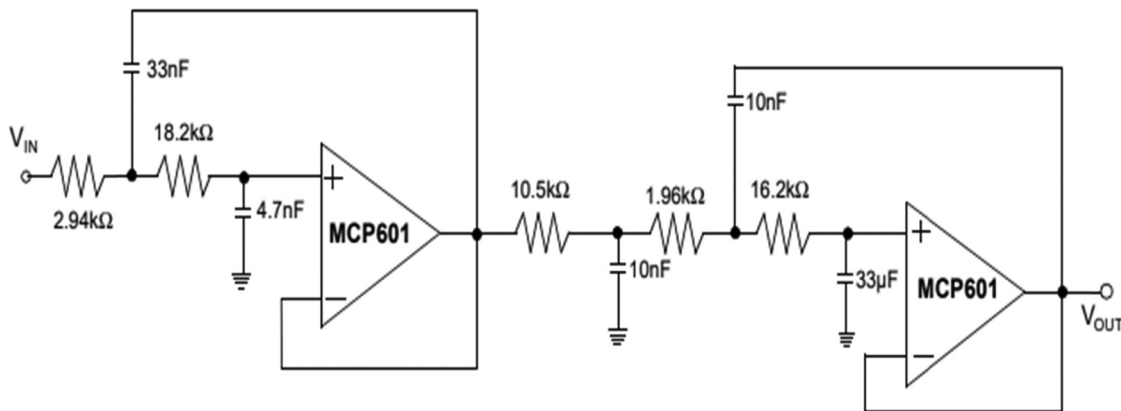 33nF
10nF
V_IN
18.2kΩ
2.94kΩ
4.7nF
+
MCP601
−
10.5kΩ
1.96kΩ
16.2kΩ
10nF
33µF
+
MCP601
−
V_OUT